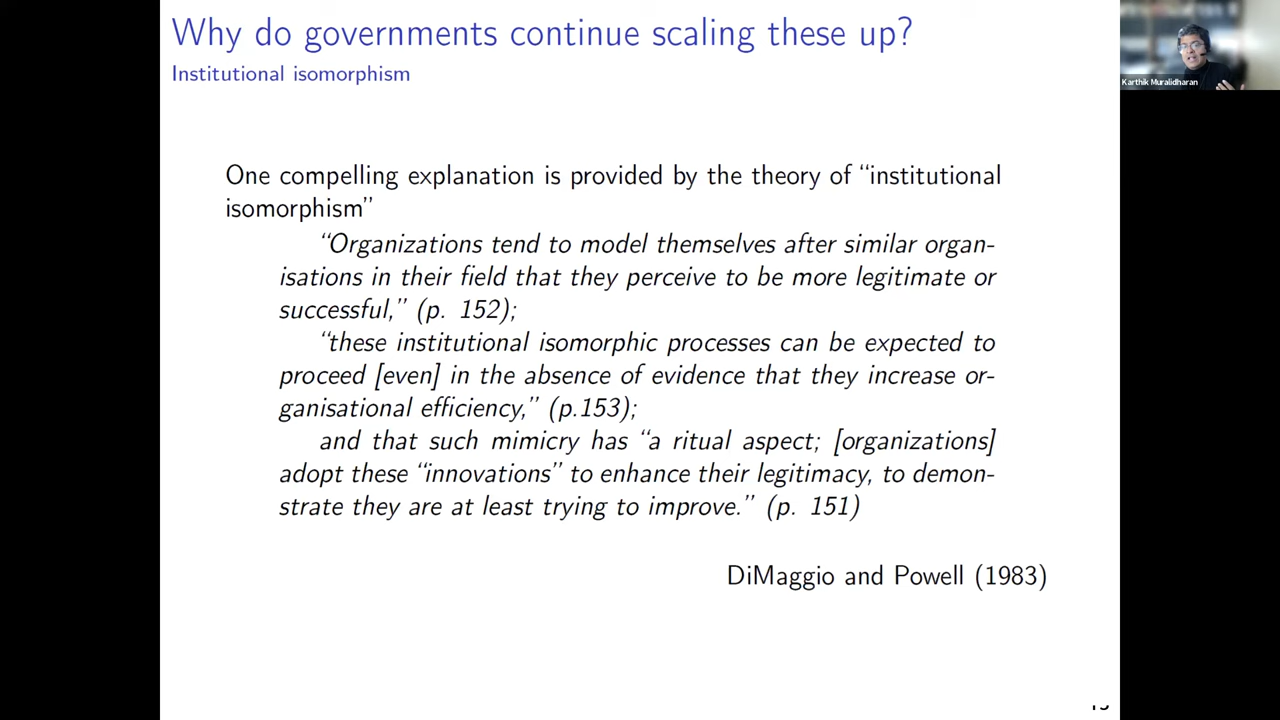 Why do governments continue scaling these up?
Institutional isomorphism
Karthik Muralidharan
One compelling explanation is provided by the theory of “institutional
isomorphism”
“Organizations tend to model themselves after similar organ-
isations in their field that they perceive to be more legitimate or
successful,” (p. 152);
“these institutional isomorphic processes can be expected to
proceed [even] in the absence of evidence that they increase or-
ganisational efficiency,” (p.153);
and that such mimicry has “a ritual aspect; [organizations]
adopt these “innovations” to enhance their legitimacy, to demon-
strate they are at least trying to improve.” (p. 151)
DiMaggio and Powell (1983)